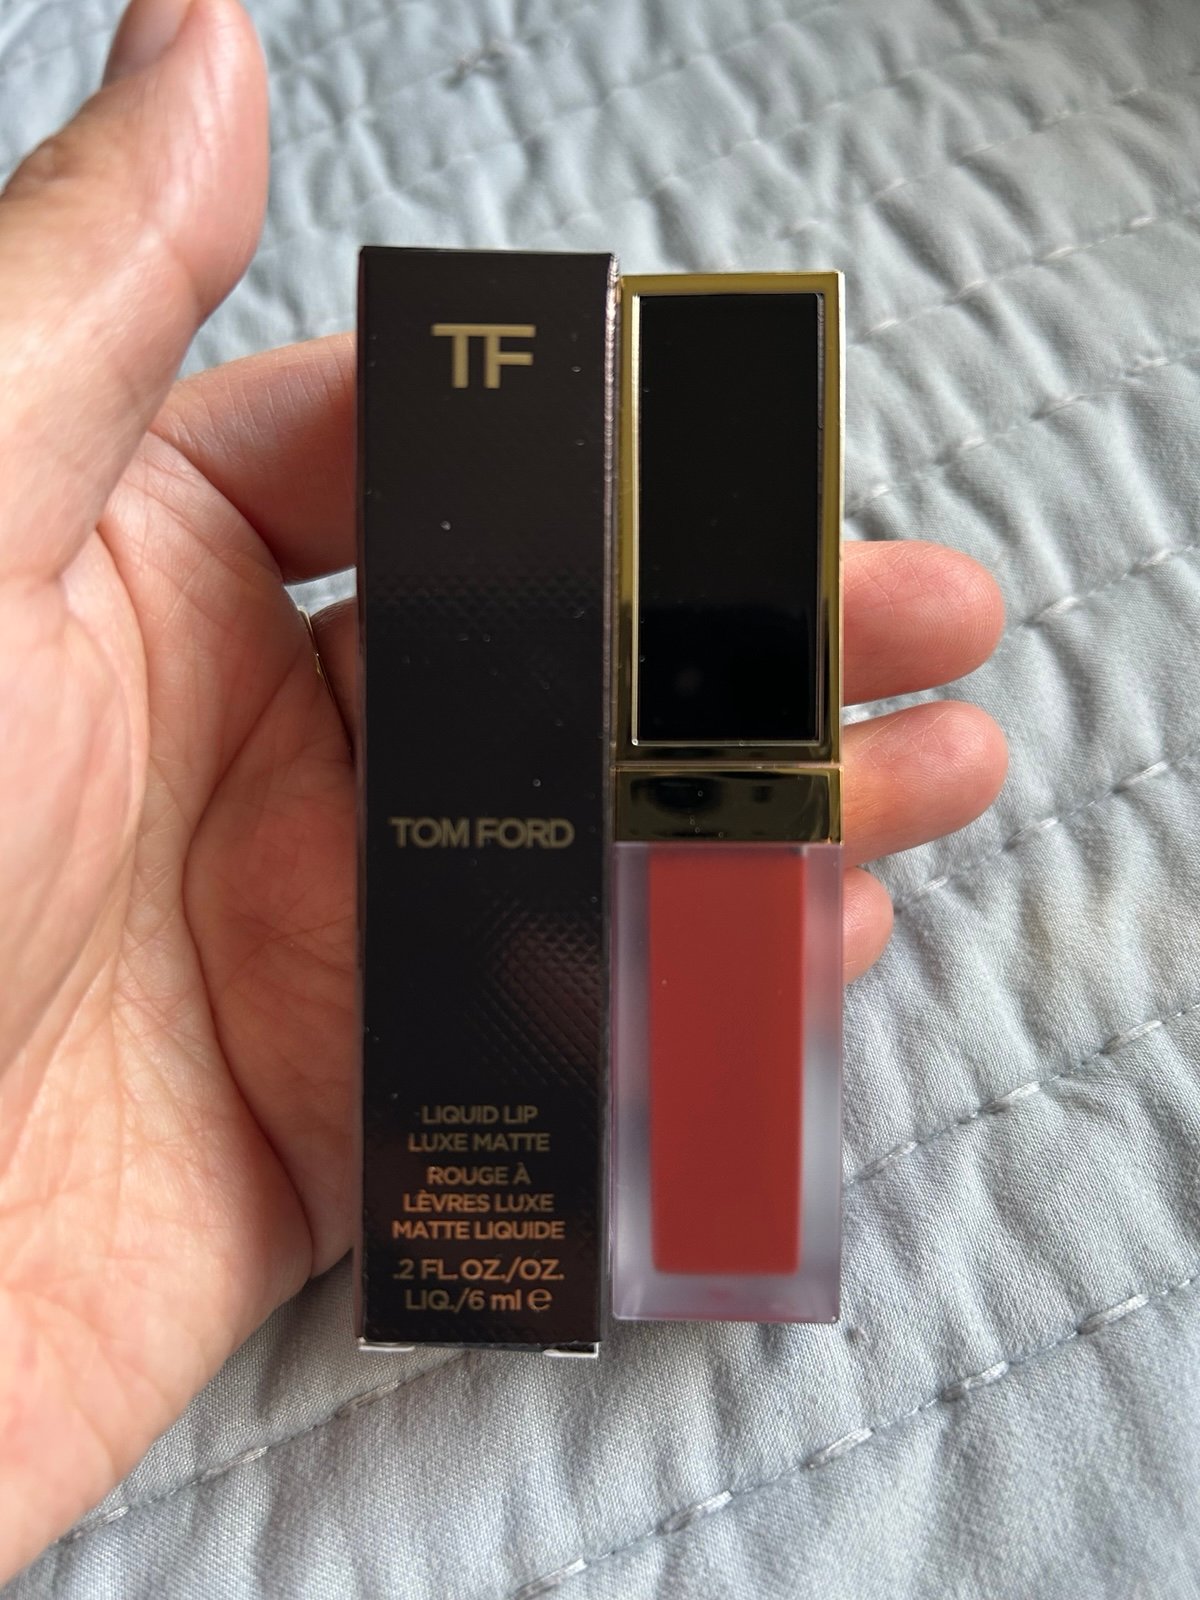 TF
TOM FORD
LIQUID LIP
LUXE MATTE
ROUGE À
LÈVRES LUXE
MATTE LIQUIDE
.2 FL.OZ./OZ.
LIQ./6 ml ℮